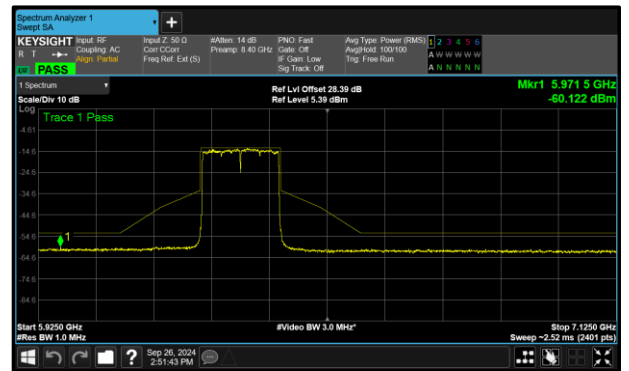 Spectrum Analyzer 1
Swept SA
KEYSIGHT
R T
PASS
Input: RF
Coupling: AC
Align: Partial
Input Z: 50 Ω
Corr CCorr
Freq Ref: Ext (S)
#Atten: 14 dB
Preamp: 8.40 GHz
PNO: Fast
Gate: Off
IF Gain: Low
Sig Track: Off
Avg Type: Power (RMS)
Avg|Hold: 100/100
Trig: Free Run
1 2 3 4 5 6
A W W W W W
A N N N N N
1 Spectrum
Scale/Div 10 dB
Log
Ref Lvl Offset 28.39 dB
Ref Level 5.39 dBm
Mkr1 5.971 5 GHz
-60.122 dBm
Trace 1 Pass
-4.61
-14.6
-24.6
-34.6
-44.6
-54.6
1
-64.6
-74.6
-84.6
Start 5.9250 GHz
#Res BW 1.0 MHz
#Video BW 3.0 MHz*
Stop 7.1250 GHz
Sweep ~2.52 ms (2401 pts)
?
Sep 26, 2024
2:51:43 PM